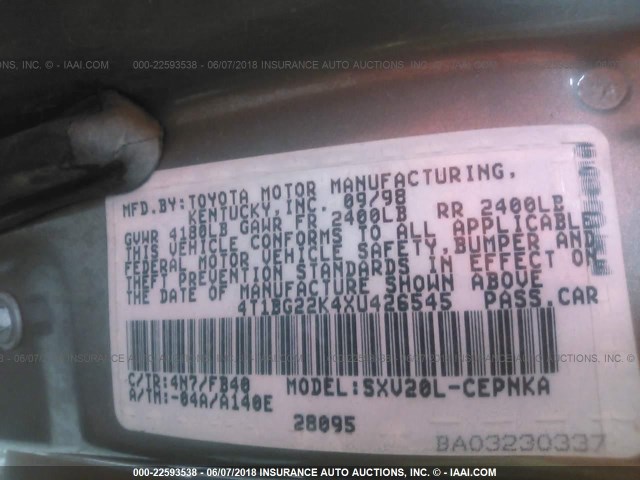 INC. - IAAI.COM 000-22593538 - 06/07/2018 INSURANCE AUTO AUCTIONS, INC. - IAAI.COM 000-
MFD.BY:TOYOTA MOTOR MANUFACTURING,
KENTUCKY,INC. 09/98
GVWR 4180LB GAWR FR 2400LB RR 2400LB
THIS VEHICLE CONFORMS TO ALL APPLICABLE
FEDERAL MOTOR VEHICLE SAFETY,BUMPER AND
THEFT PREVENTION STANDARDS IN EFFECT ON
THE DATE OF MANUFACTURE SHOWN ABOVE
4T1BG22K4XU426545 PASS.CAR
C/TR:4N7/FB40 MODEL:SXV20L-CEPNKA
A/TM:-04A/A140E
28095
BA03230337
000-22593538 - 06/07/2018 INSURANCE AUTO AUCTIONS, INC. - IAAI.COM